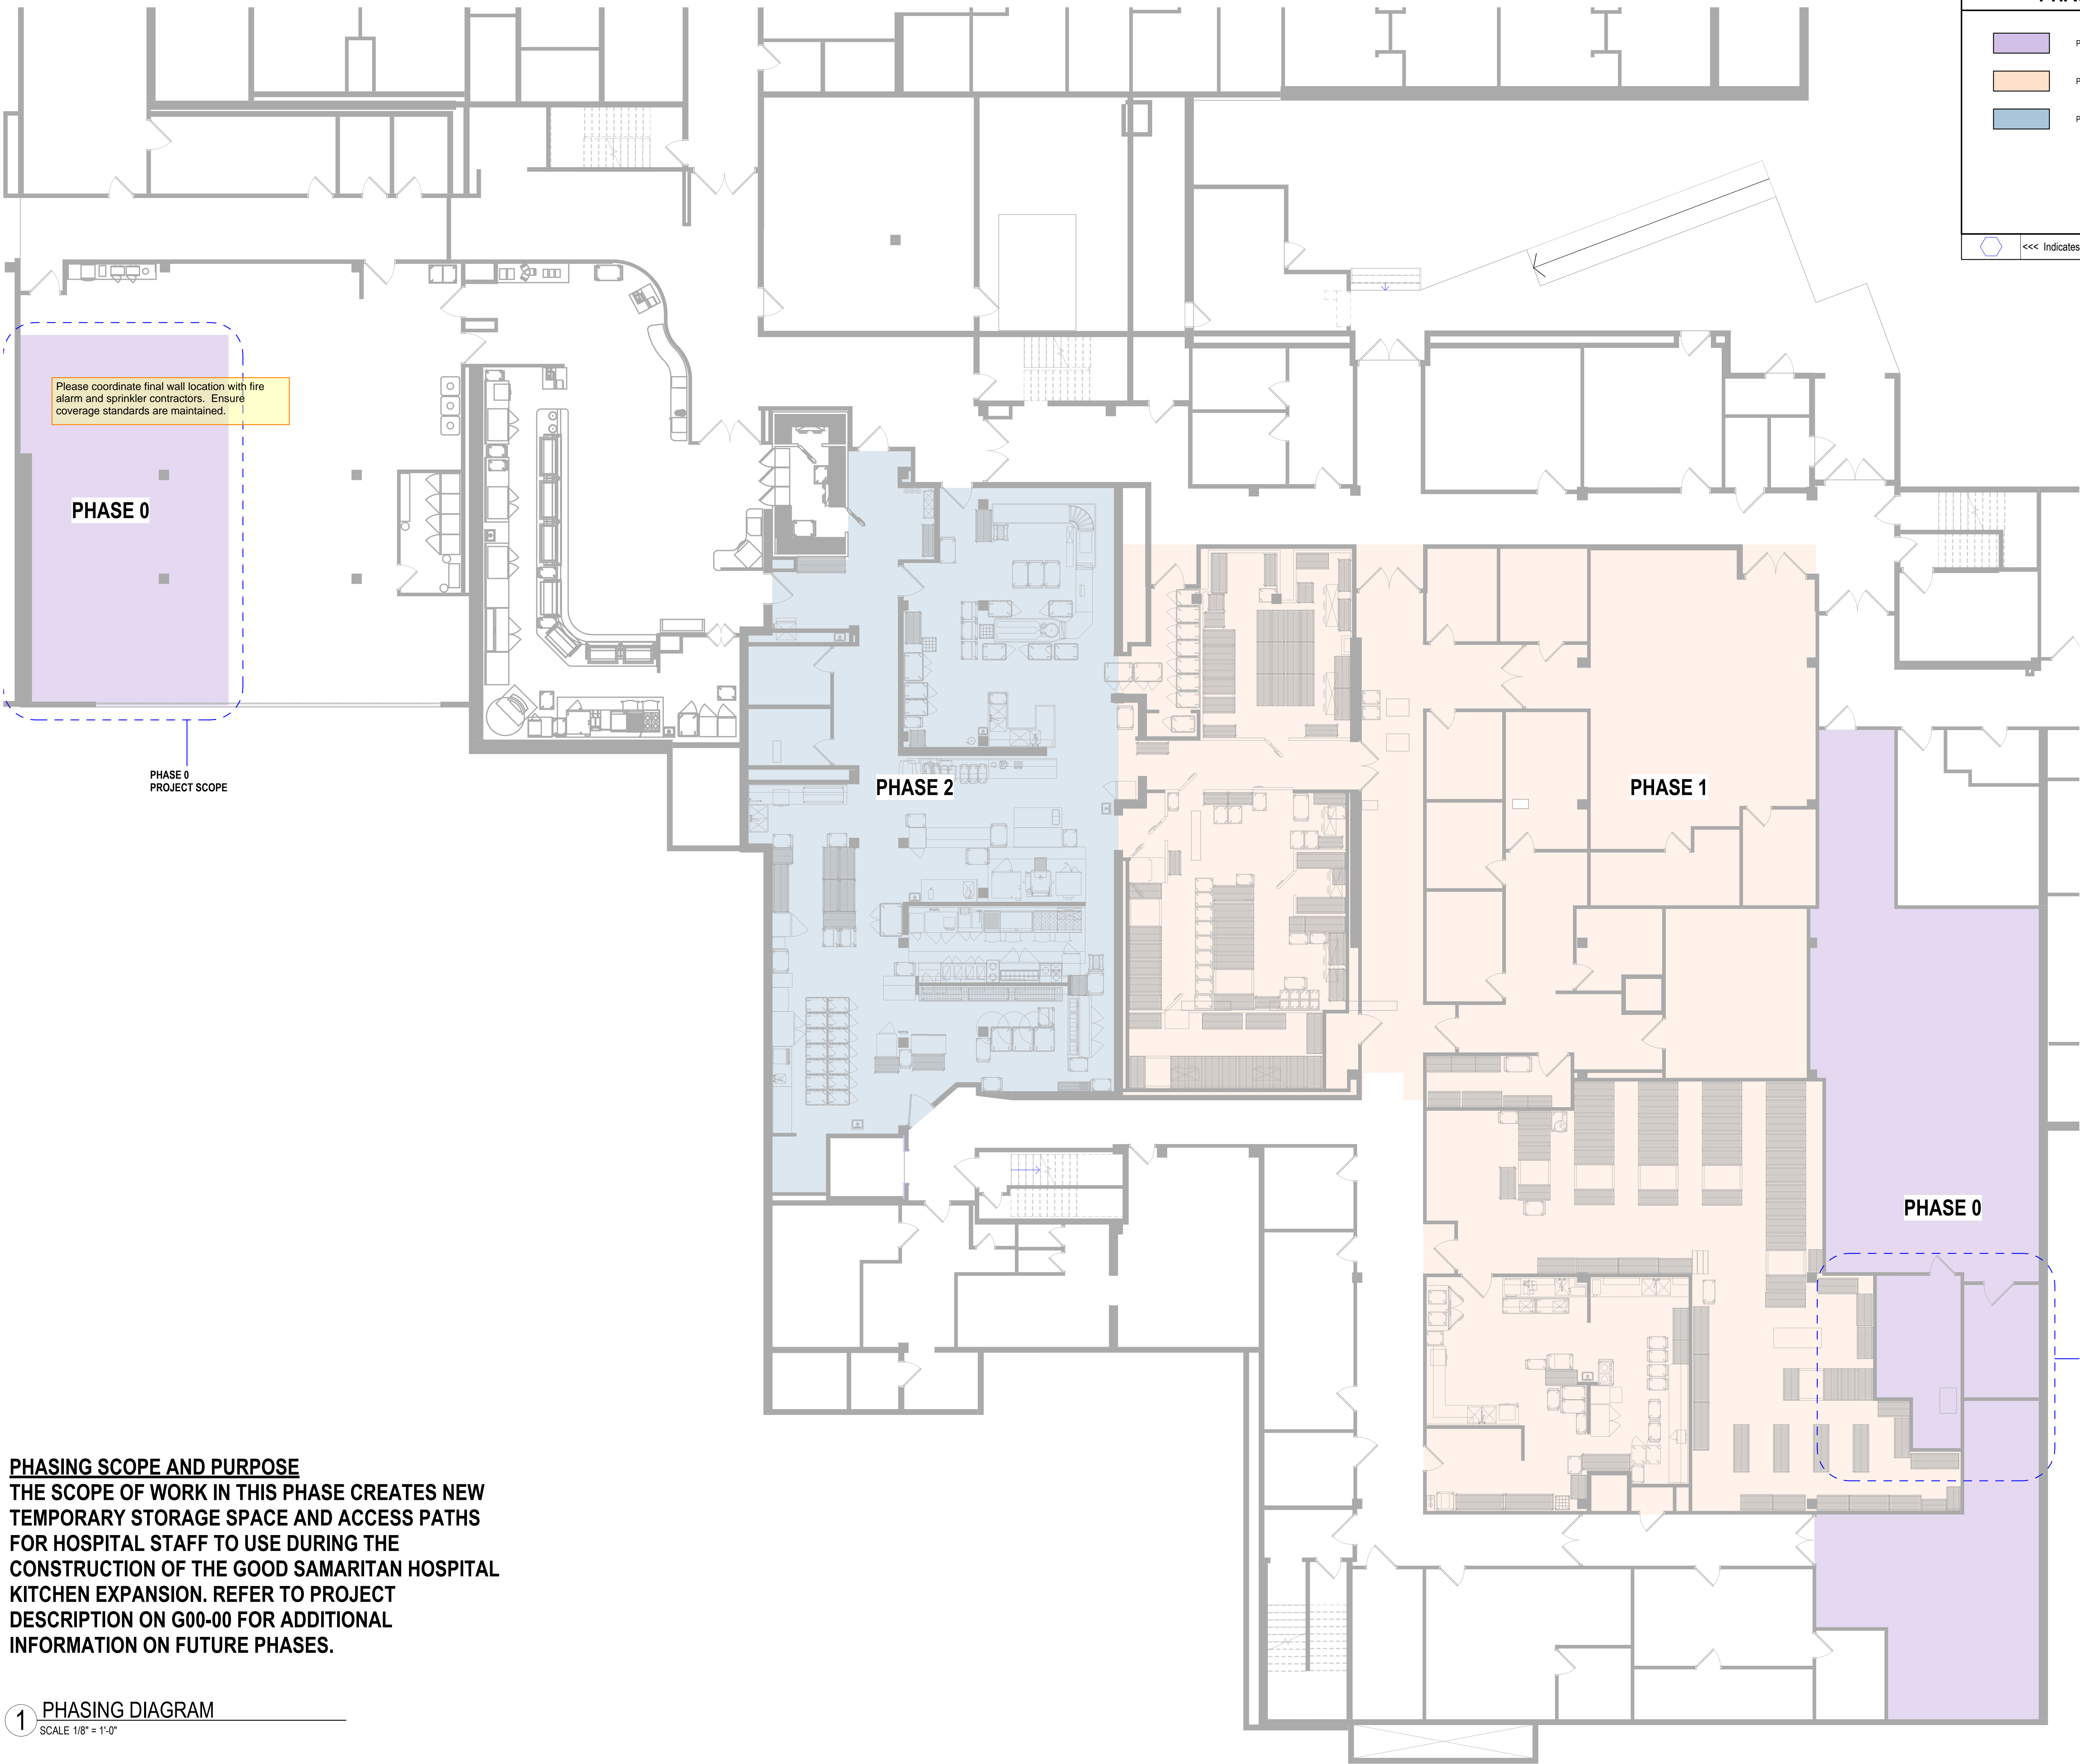 P
P
P
<<< Indicates
Please coordinate final wall location with fire
alarm and sprinkler contractors.  Ensure
coverage standards are maintained.
PHASE 0
PHASE 0
PROJECT SCOPE
PHASE 2
PHASE 1
PHASE 0
PHASING SCOPE AND PURPOSE
THE SCOPE OF WORK IN THIS PHASE CREATES NEW
TEMPORARY STORAGE SPACE AND ACCESS PATHS
FOR HOSPITAL STAFF TO USE DURING THE
CONSTRUCTION OF THE GOOD SAMARITAN HOSPITAL
KITCHEN EXPANSION. REFER TO PROJECT
DESCRIPTION ON G00-00 FOR ADDITIONAL
INFORMATION ON FUTURE PHASES.
1 PHASING DIAGRAM
SCALE 1/8" = 1'-0"